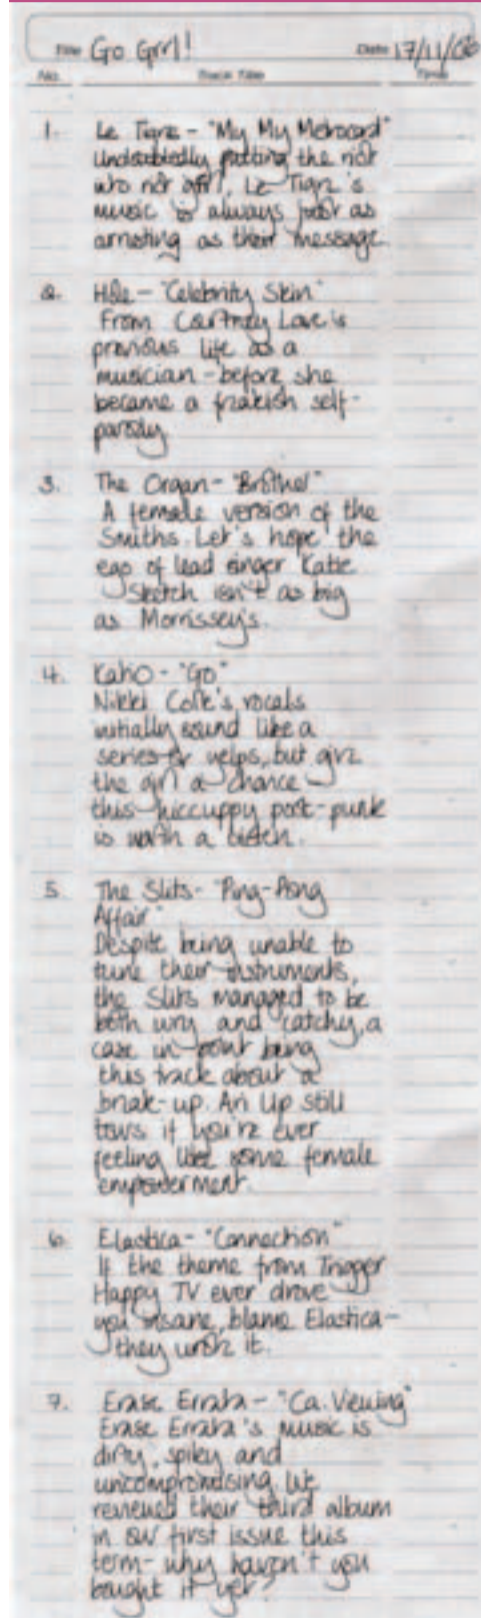 Title Go Grrl! Date 17/11/06
No. Track Title Time
1. Le Tigre - "My My Metrocard"
Undoubtedly putting the riot
into riot grrrl, Le Tigre's
music is always just as
arresting as their message.
2. Hole - "Celebrity Skin"
From Courtney Love's
previous life as a
musician - before she
became a freakish self-
parody.
3. The Organ - "Brothel"
A female version of the
Smiths. Let's hope the
ego of lead singer Katie
Sketch isn't as big
as Morrissey's.
4. Kaito - "Go"
Nikki Colk's vocals
initially sound like a
series of yelps, but give
the girl a chance
this hiccuppy post-punk
is worth a listen.
5. The Slits - "Ping-Pong
Affair"
Despite being unable to
tune their instruments,
the Slits managed to be
both wry and catchy, a
case in point being
this track about a
break-up. Ari Up still
tours if you're ever
feeling like some female
empowerment.
6. Elastica - "Connection"
If the theme from Trigger
Happy TV ever drove
you insane, blame Elastica -
they wrote it.
7. Erase Errata - "Ca. Viewing"
Erase Errata's music is
dirty, spiky and
uncompromising. We
reviewed their third album
in our first issue this
term - why haven't you
bought it yet?